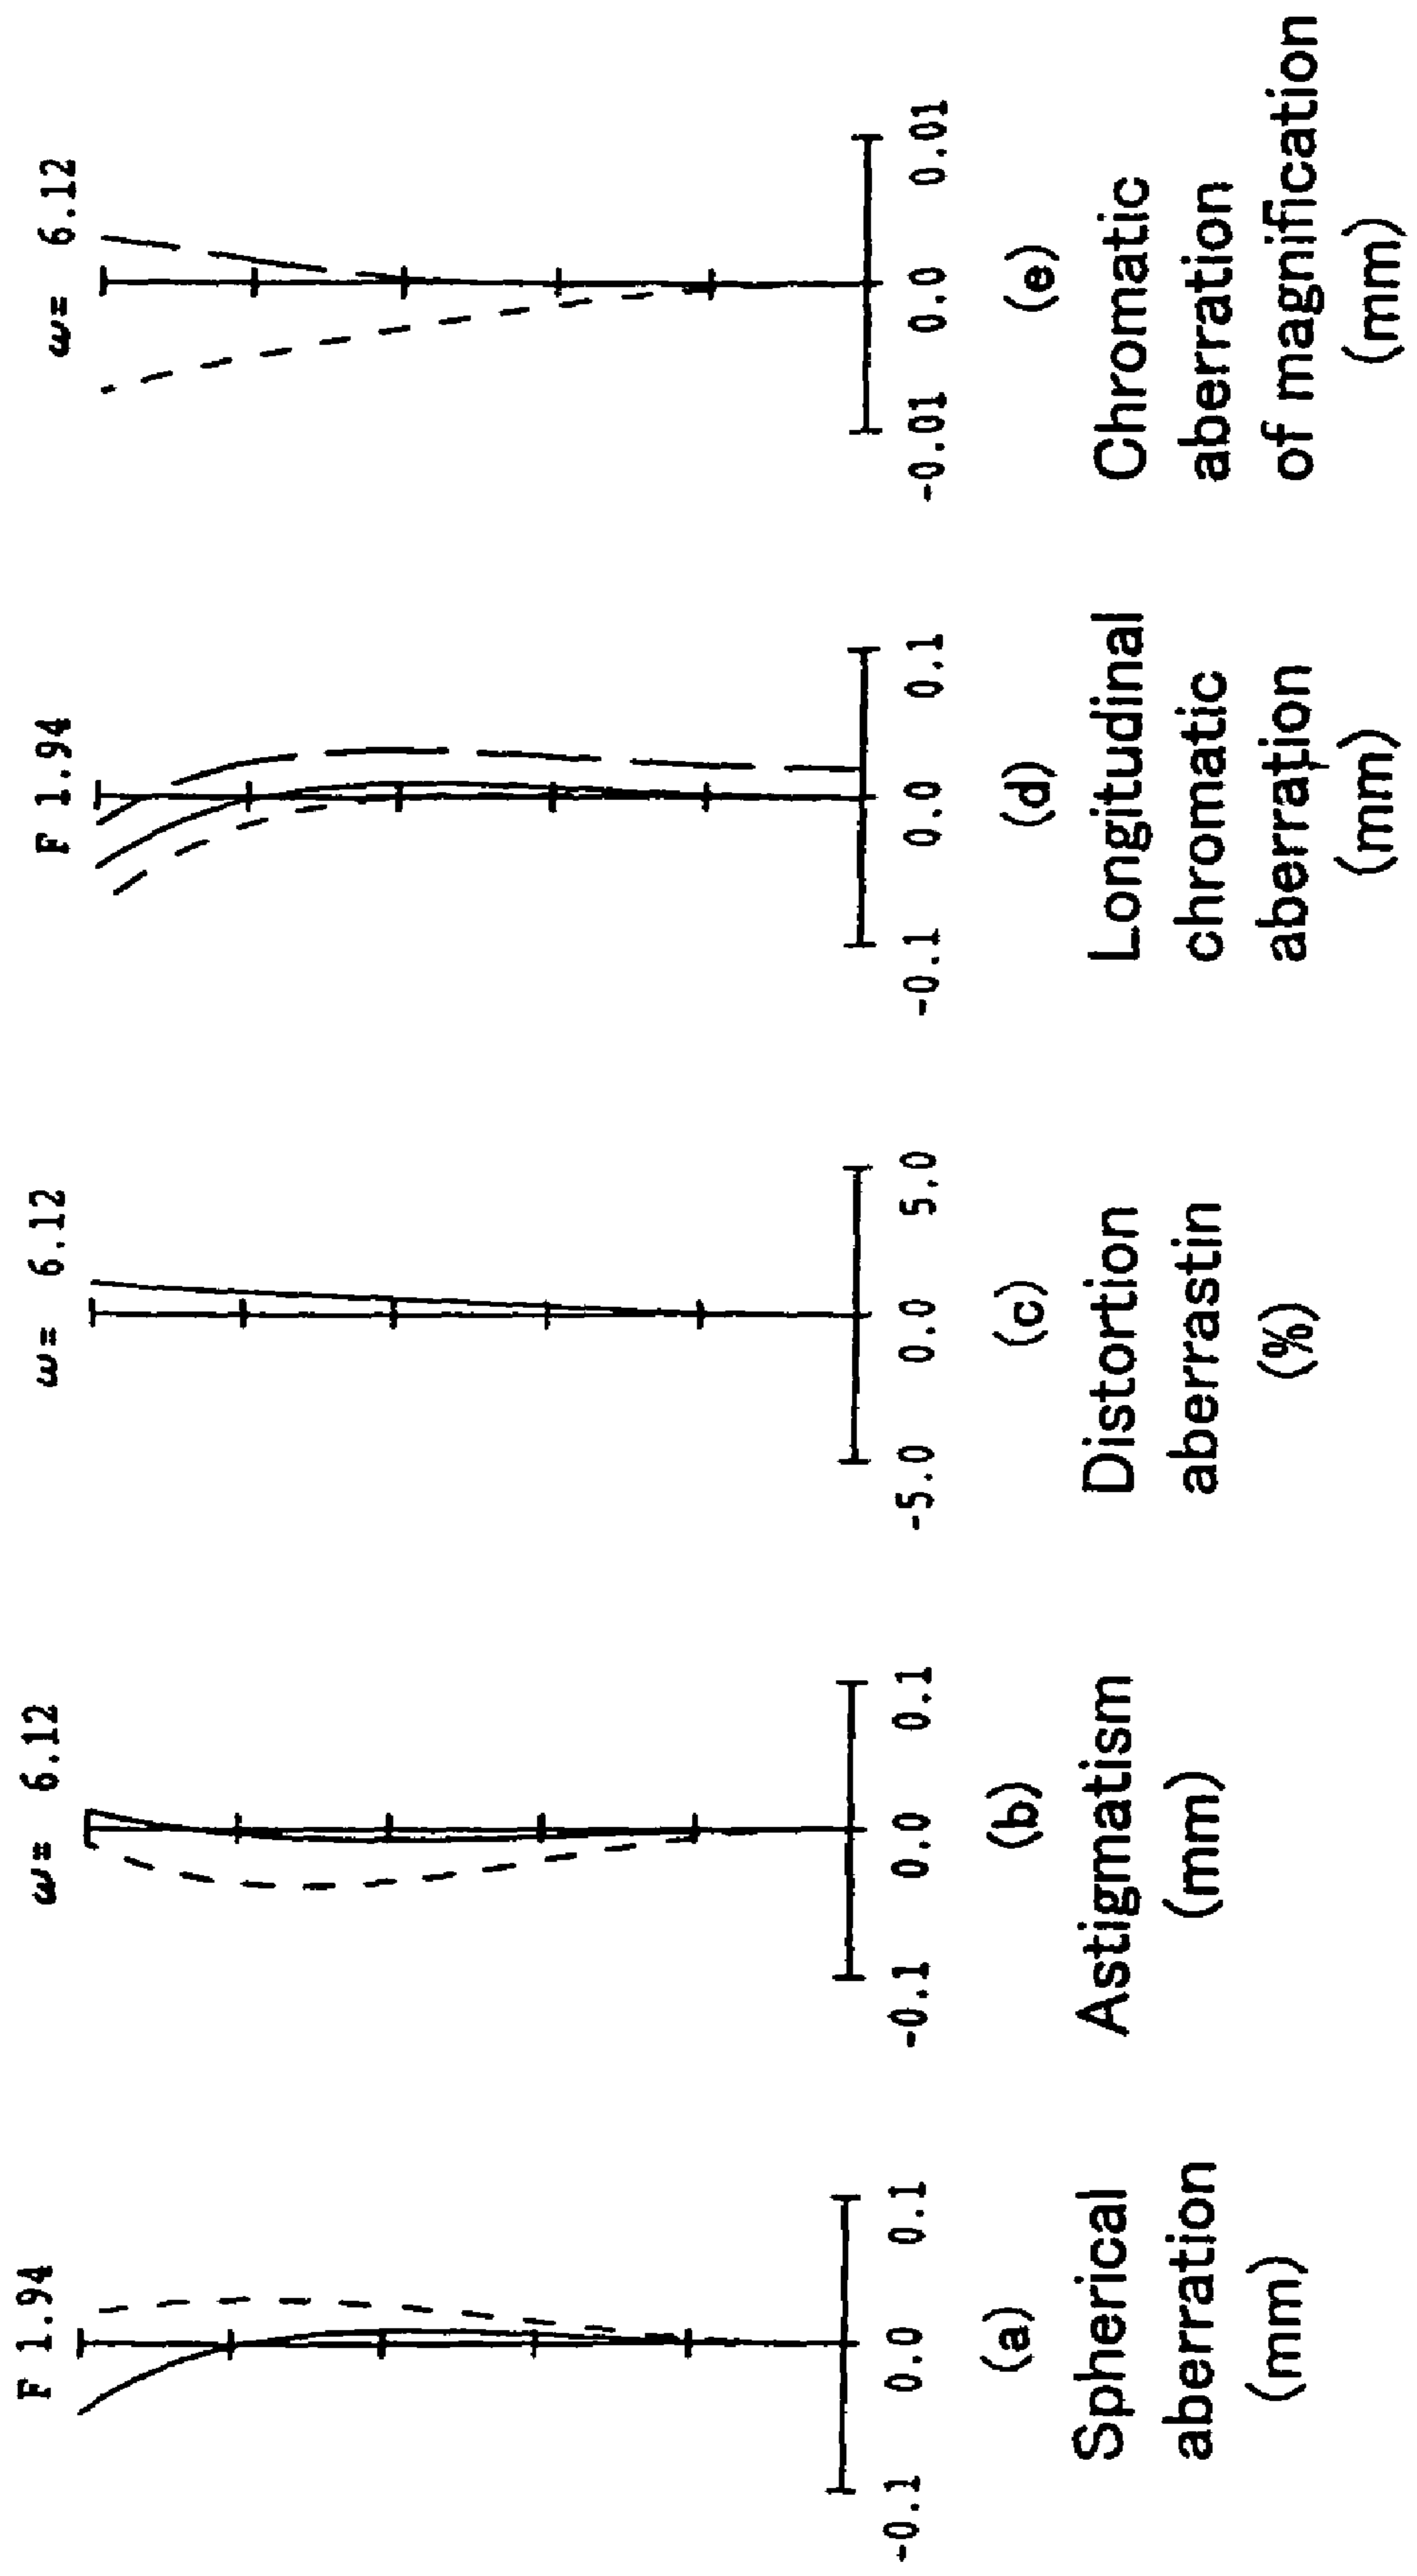 F 1.94
-0.1 0.0 0.1
(a)
Spherical
aberration
(mm)
ω= 6.12
-0.1 0.0 0.1
(b)
Astigmatism
(mm)
ω= 6.12
-5.0 0.0 5.0
(c)
Distortion
aberrastin
(%)
F 1.94
-0.1 0.0 0.1
(d)
Longitudinal
chromatic
aberration
(mm)
ω= 6.12
-0.01 0.0 0.01
(e)
Chromatic
aberration
of magnification
(mm)